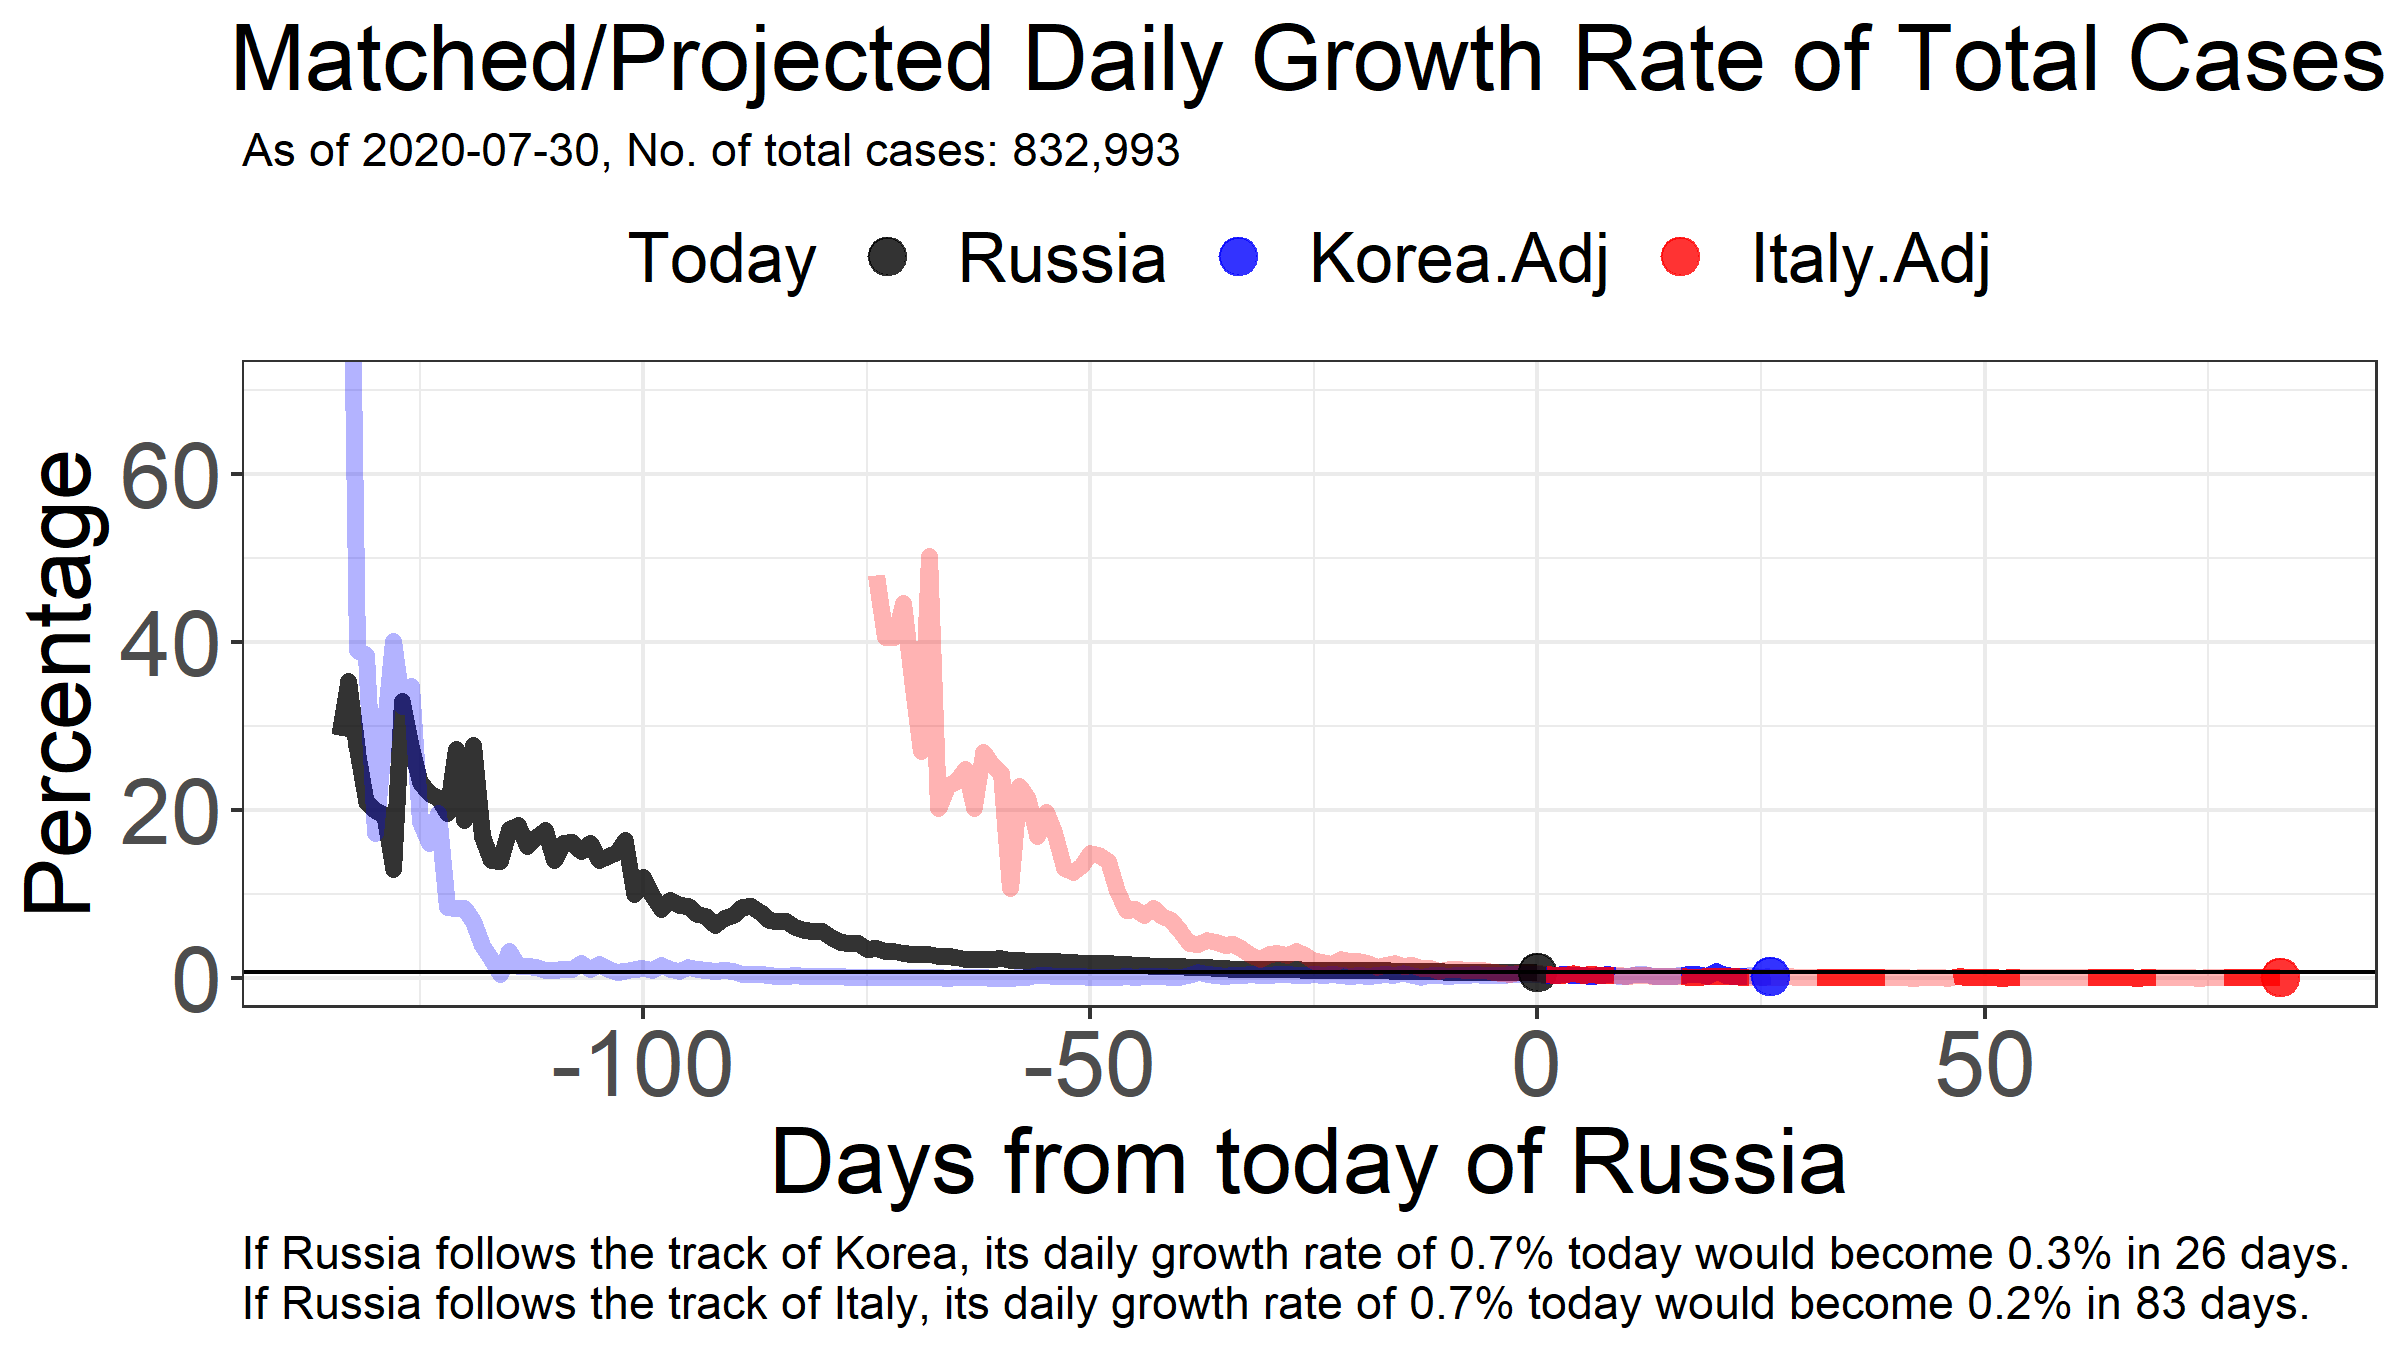 Matched/Projected Daily Growth Rate of Total Cases
As of 2020-07-30, No. of total cases: 832,993
Today Russia Korea.Adj Italy.Adj
Percentage
60
40
20
0
-100 -50 0 50
Days from today of Russia
If Russia follows the track of Korea, its daily growth rate of 0.7% today would become 0.3% in 26 days.
If Russia follows the track of Italy, its daily growth rate of 0.7% today would become 0.2% in 83 days.